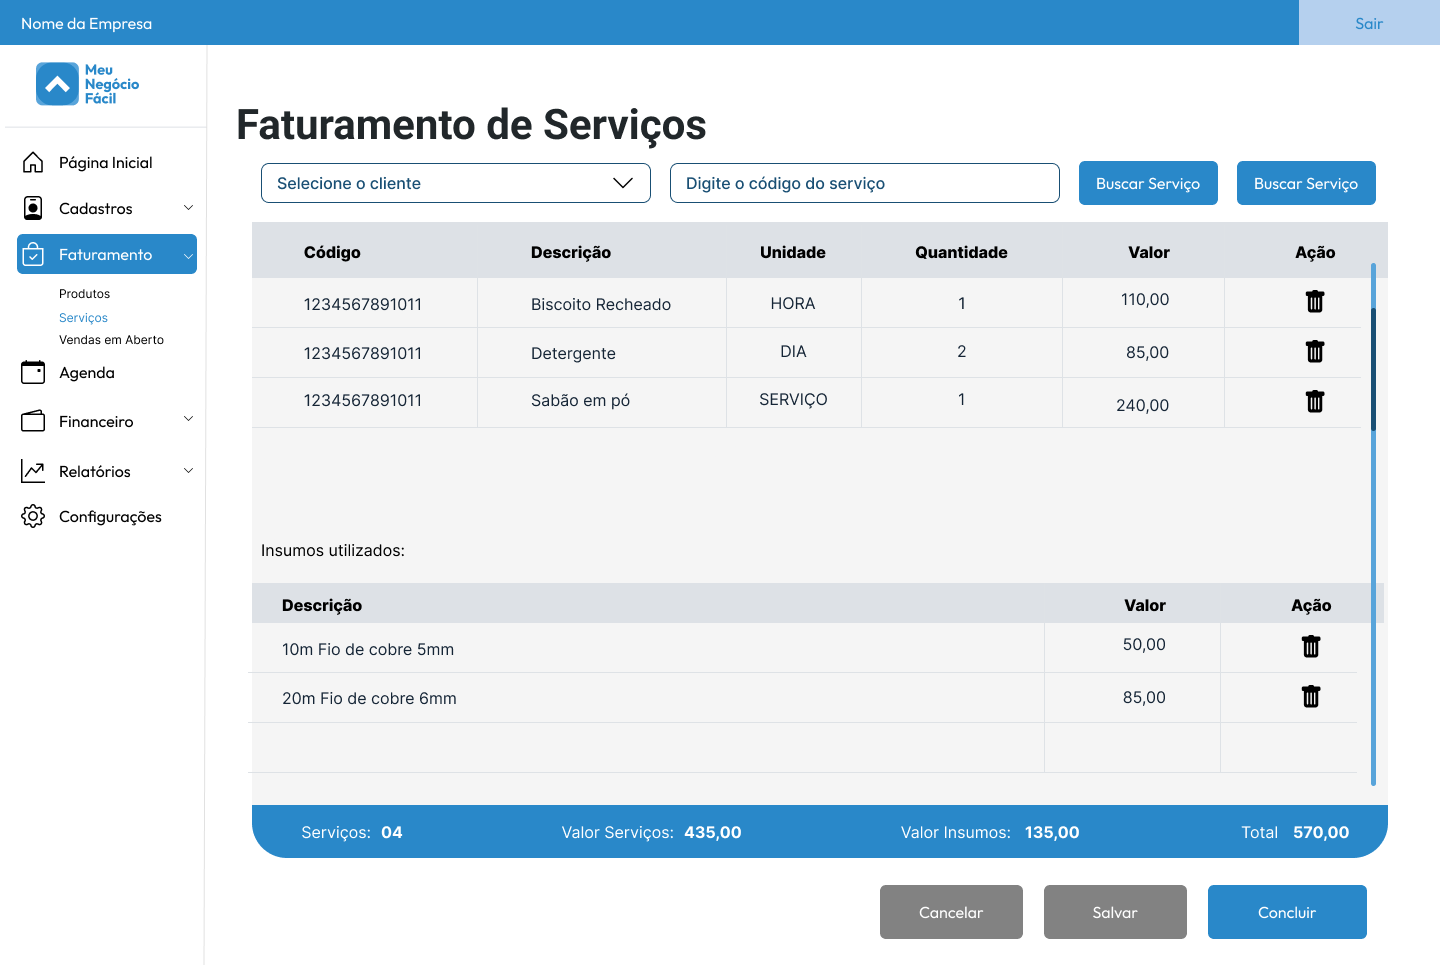 Nome da Empresa
Sair
Meu
Negócio
Fácil
Página Inicial
Cadastros
Faturamento
Produtos
Serviços
Vendas em Aberto
Agenda
Financeiro
Relatórios
Configurações
Faturamento de Serviços
Selecione o cliente
Digite o código do serviço
Buscar Serviço
Buscar Serviço
Código Descrição Unidade Quantidade Valor Ação
1234567891011 Biscoito Recheado HORA 1 110,00
1234567891011 Detergente DIA 2 85,00
1234567891011 Sabão em pó SERVIÇO 1 240,00
Insumos utilizados:
Descrição Valor Ação
10m Fio de cobre 5mm 50,00
20m Fio de cobre 6mm 85,00
Serviços: 04 Valor Serviços: 435,00 Valor Insumos: 135,00 Total 570,00
Cancelar
Salvar
Concluir